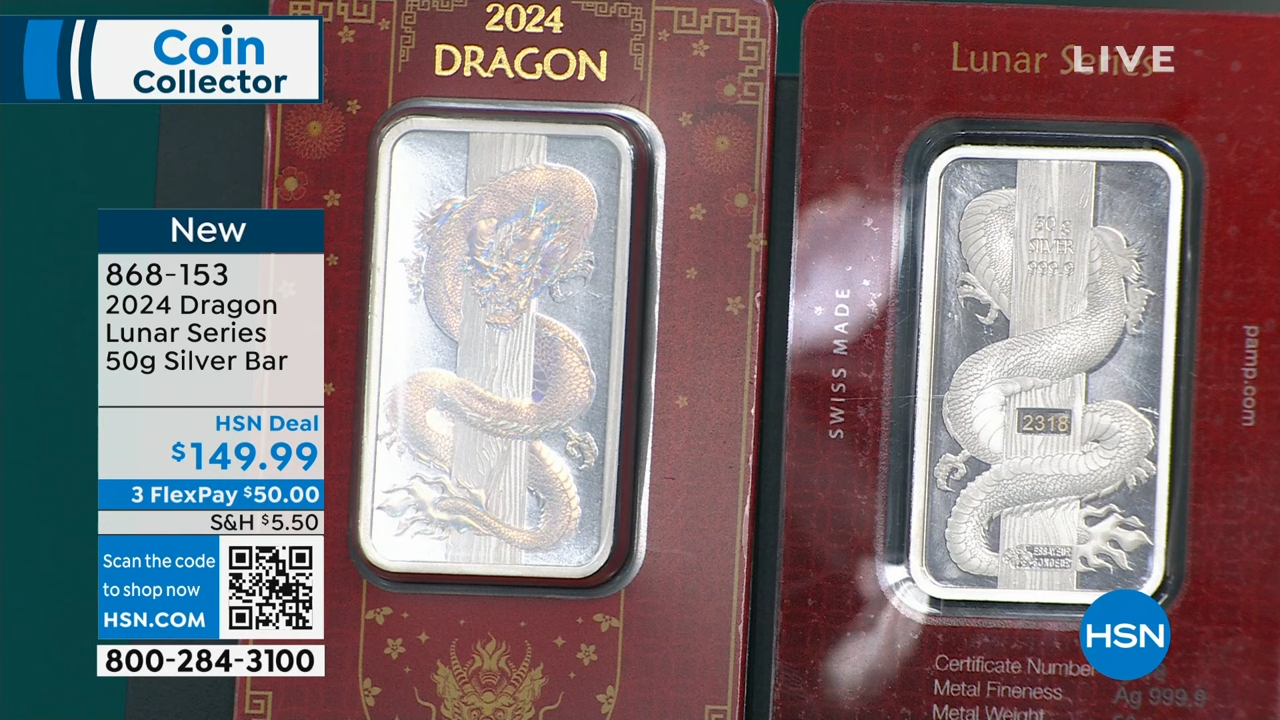 Coin
Collector
New
868-153
2024 Dragon
Lunar Series
50g Silver Bar
HSN Deal
$149.99
3 FlexPay $50.00
S&H $5.50
Scan the code
to shop now
HSN.COM
800-284-3100
2024
DRAGON
Lunar Series
LIVE
SWISS MADE
50 g
SILVER
999.9
2318
ESSAYEUR
FONDEUR
pamp.com
HSN
Certificate Number
Metal Fineness
Ag 999.9
Metal Weight